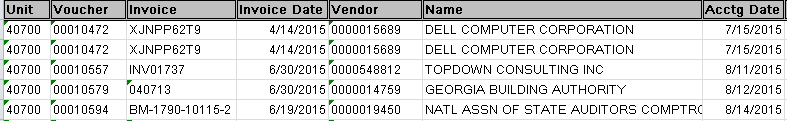 Unit Voucher Invoice Invoice Date Vendor Name Acctg Date
40700 00010472 XJNPP62T9 4/14/2015 0000015689 DELL COMPUTER CORPORATION 7/15/2015
40700 00010472 XJNPP62T9 4/14/2015 0000015689 DELL COMPUTER CORPORATION 7/15/2015
40700 00010557 INV01737 6/30/2015 0000548812 TOPDOWN CONSULTING INC 8/11/2015
40700 00010579 040713 6/30/2015 0000014759 GEORGIA BUILDING AUTHORITY 8/12/2015
40700 00010594 BM-1790-10115-2 6/19/2015 0000019450 NATL ASSN OF STATE AUDITORS COMPTRO 8/14/2015